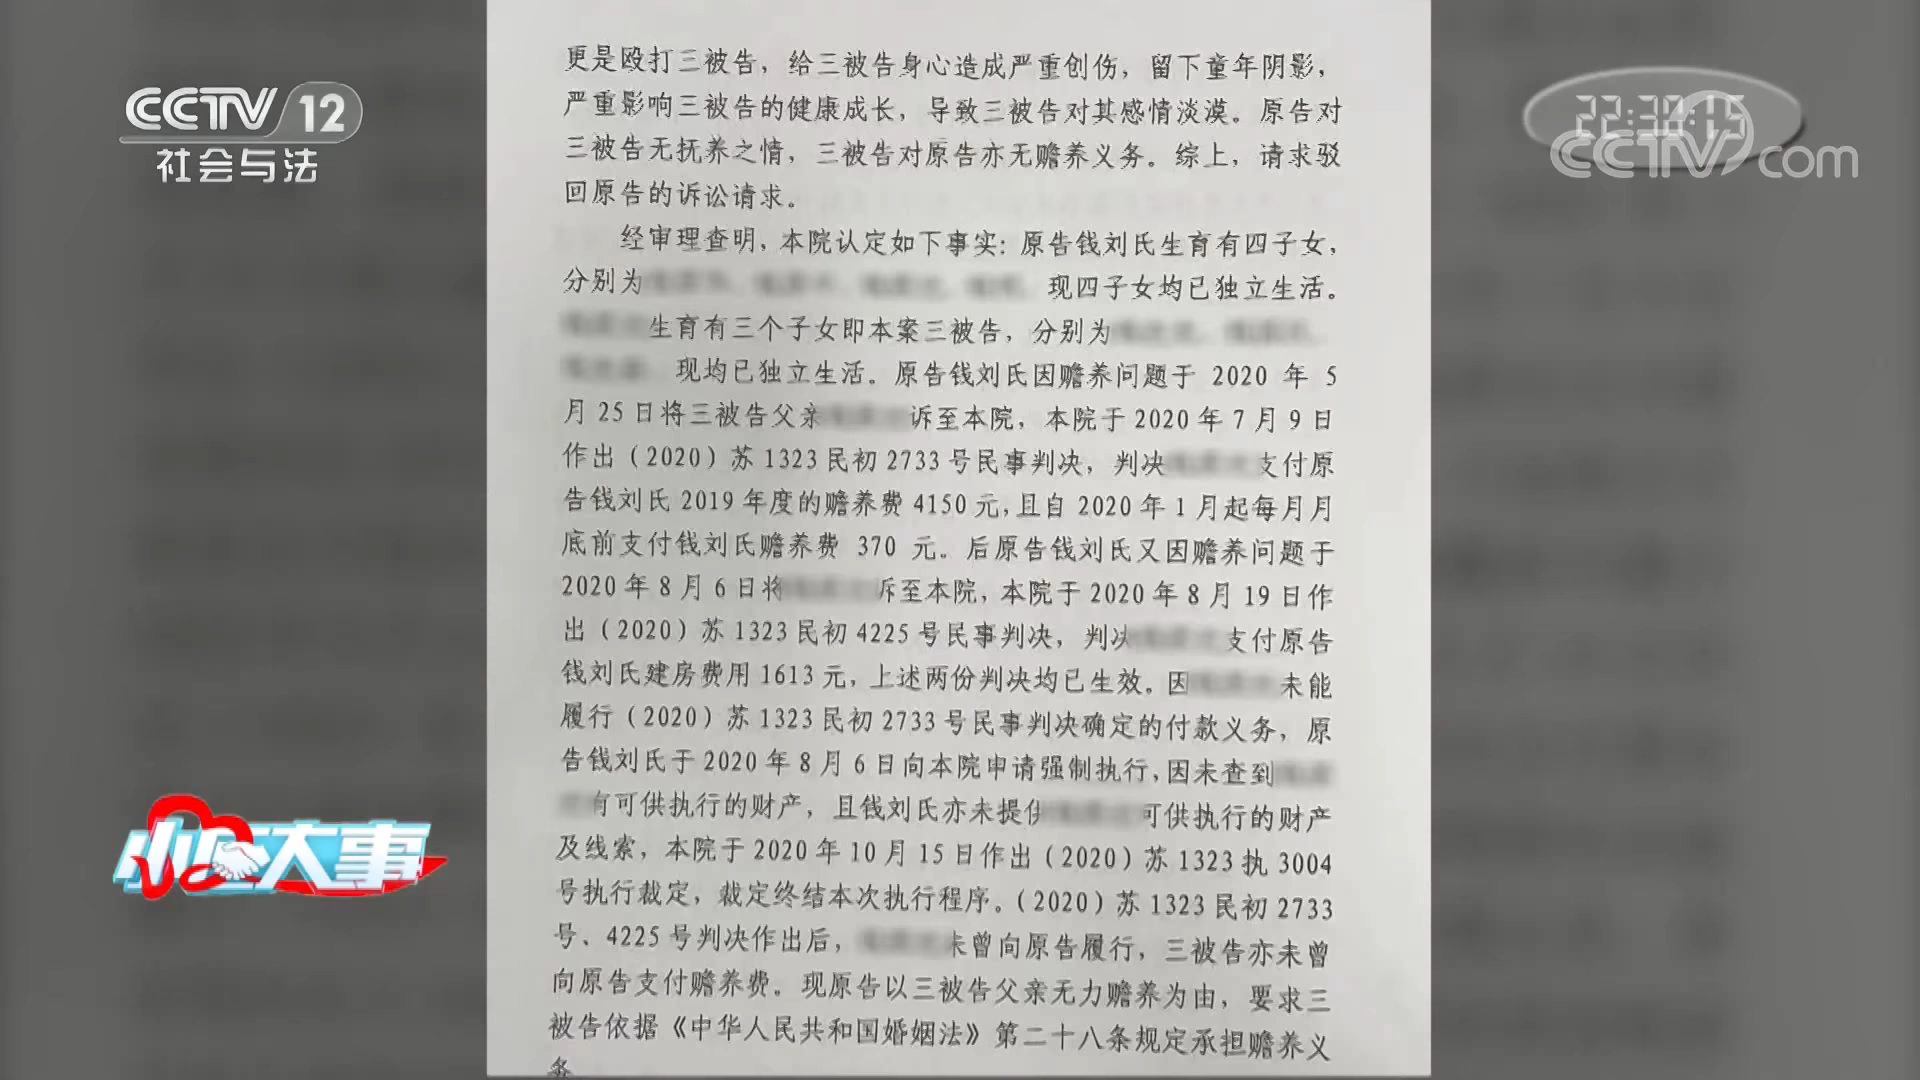 CCTV 12
社会与法
22:30:15
CCTV com
更是殴打三被告，给三被告身心造成严重创伤，留下童年阴影，
严重影响三被告的健康成长，导致三被告对其感情淡漠。原告对
三被告无抚养之情，三被告对原告亦无赡养义务。综上，请求驳
回原告的诉讼请求。
经审理查明，本院认定如下事实：原告钱刘氏生育有四子女，
分别为 现四子女均已独立生活。
生育有三个子女即本案三被告，分别为
现均已独立生活。原告钱刘氏因赡养问题于 2020 年 5
月 25 日将三被告父亲 诉至本院，本院于 2020 年 7 月 9 日
作出（2020）苏 1323 民初 2733 号民事判决，判决 支付原
告钱刘氏 2019 年度的赡养费 4150 元，且自 2020 年 1 月起每月月
底前支付钱刘氏赡养费 370 元。后原告钱刘氏又因赡养问题于
2020 年 8 月 6 日将 诉至本院，本院于 2020 年 8 月 19 日作
出（2020）苏 1323 民初 4225 号民事判决，判决 支付原告
钱刘氏建房费用 1613 元，上述两份判决均已生效。因 未能
履行（2020）苏 1323 民初 2733 号民事判决确定的付款义务，原
告钱刘氏于 2020 年 8 月 6 日向本院申请强制执行，因未查到
有可供执行的财产，且钱刘氏亦未提供 可供执行的财产
及线索，本院于 2020 年 10 月 15 日作出（2020）苏 1323 执 3004
号执行裁定，裁定终结本次执行程序。（2020）苏 1323 民初 2733
号、4225 号判决作出后， 未曾向原告履行，三被告亦未曾
向原告支付赡养费。现原告以三被告父亲无力赡养为由，要求三
被告依据《中华人民共和国婚姻法》第二十八条规定承担赡养义
务
小区大事